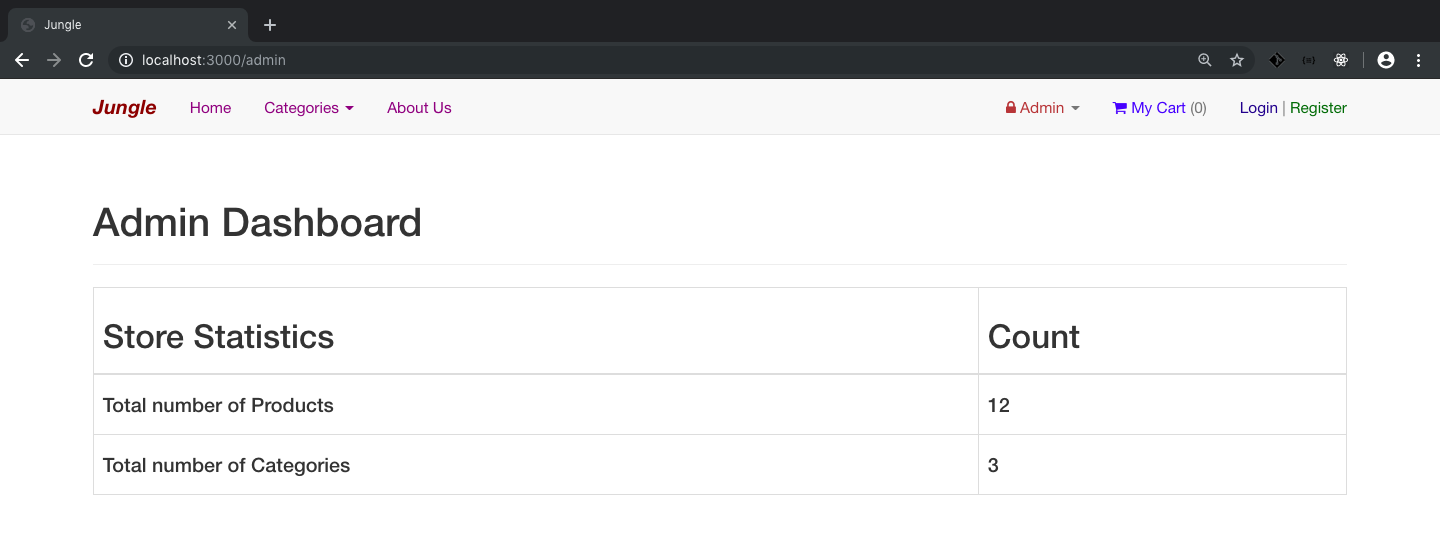 Jungle
localhost:3000/admin
Jungle Home Categories About Us Admin My Cart (0) Login | Register
Admin Dashboard
Store Statistics Count
Total number of Products 12
Total number of Categories 3